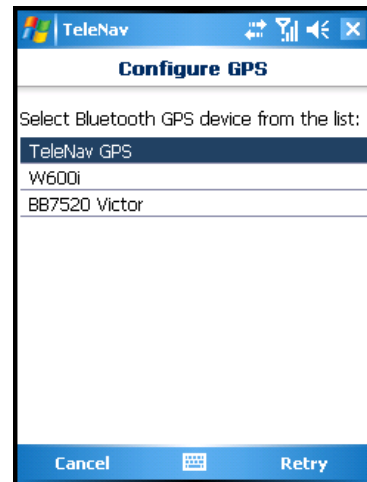 TeleNav
Configure GPS
Select Bluetooth GPS device from the list:
TeleNav GPS
W600i
BB7520 Victor
Cancel
Retry